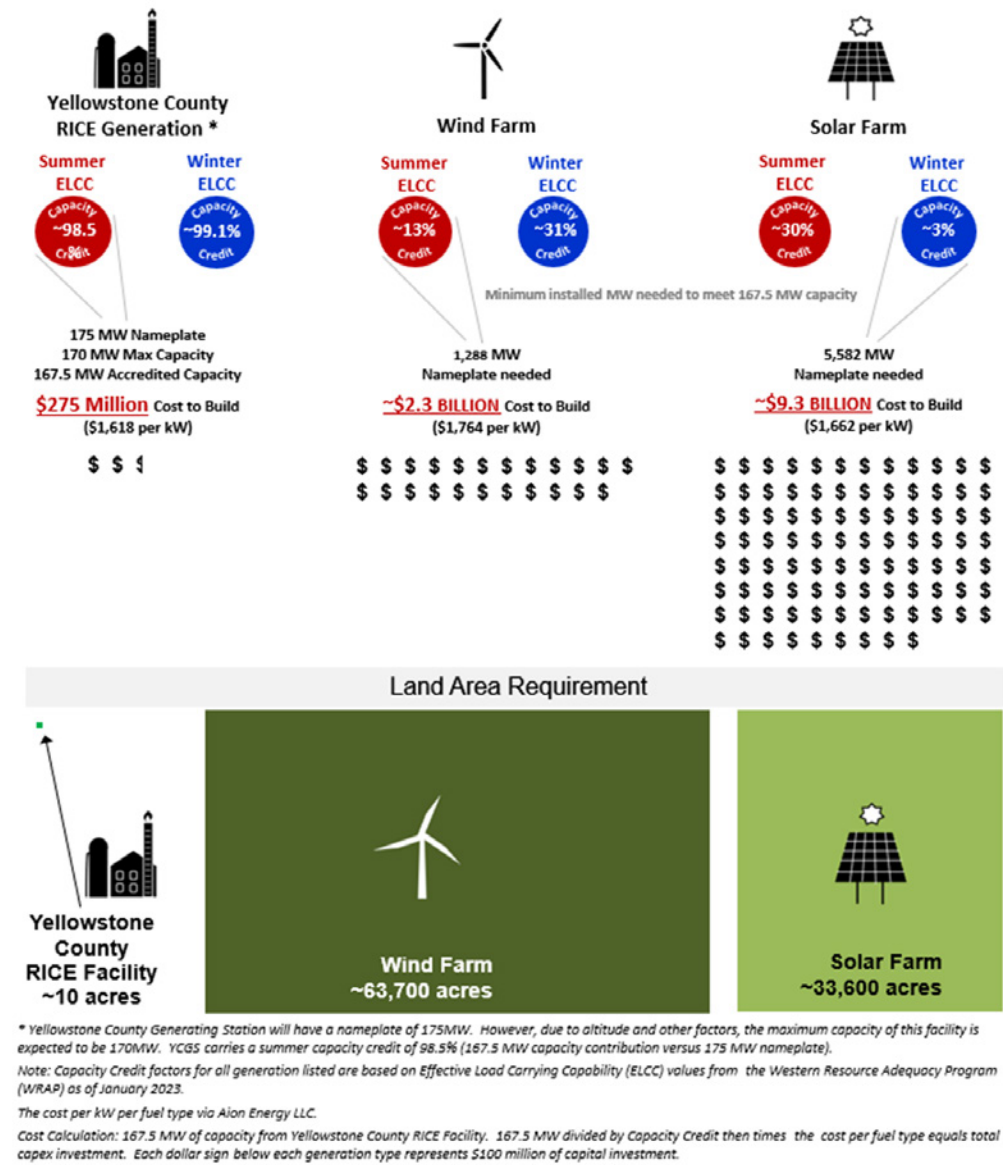 Yellowstone County
RICE Generation *
Wind Farm
Solar Farm
Summer
ELCC
Winter
ELCC
Summer
ELCC
Winter
ELCC
Summer
ELCC
Winter
ELCC
Capacity
~98.5
%
Credit
Capacity
~99.1%
Credit
Capacity
~13%
Credit
Capacity
~31%
Credit
Capacity
~30%
Credit
Capacity
~3%
Credit
Minimum installed MW needed to meet 167.5 MW capacity
175 MW Nameplate
170 MW Max Capacity
167.5 MW Accredited Capacity
$275 Million Cost to Build
($1,618 per kW)
$ $ $
1,288 MW
Nameplate needed
~$2.3 BILLION Cost to Build
($1,764 per kW)
$ $ $ $ $ $ $ $ $ $ $ $
$ $ $ $ $ $ $ $ $ $ $
5,582 MW
Nameplate needed
~$9.3 BILLION Cost to Build
($1,662 per kW)
$ $ $ $ $ $ $ $ $ $ $ $
$ $ $ $ $ $ $ $ $ $ $ $
$ $ $ $ $ $ $ $ $ $ $ $
$ $ $ $ $ $ $ $ $ $ $ $
$ $ $ $ $ $ $ $ $ $ $ $
$ $ $ $ $ $ $ $ $ $ $ $
$ $ $ $ $ $ $ $ $ $ $ $
$ $ $ $ $ $ $ $ $
Land Area Requirement
Yellowstone
County
RICE Facility
~10 acres
Wind Farm
~63,700 acres
Solar Farm
~33,600 acres
* Yellowstone County Generating Station will have a nameplate of 175MW. However, due to altitude and other factors, the maximum capacity of this facility is
expected to be 170MW. YCGS carries a summer capacity credit of 98.5% (167.5 MW capacity contribution versus 175 MW nameplate).
Note: Capacity Credit factors for all generation listed are based on Effective Load Carrying Capability (ELCC) values from the Western Resource Adequacy Program
(WRAP) as of January 2023.
The cost per kW per fuel type via Aion Energy LLC.
Cost Calculation: 167.5 MW of capacity from Yellowstone County RICE Facility. 167.5 MW divided by Capacity Credit then times the cost per fuel type equals total
capex investment. Each dollar sign below each generation type represents $100 million of capital investment.